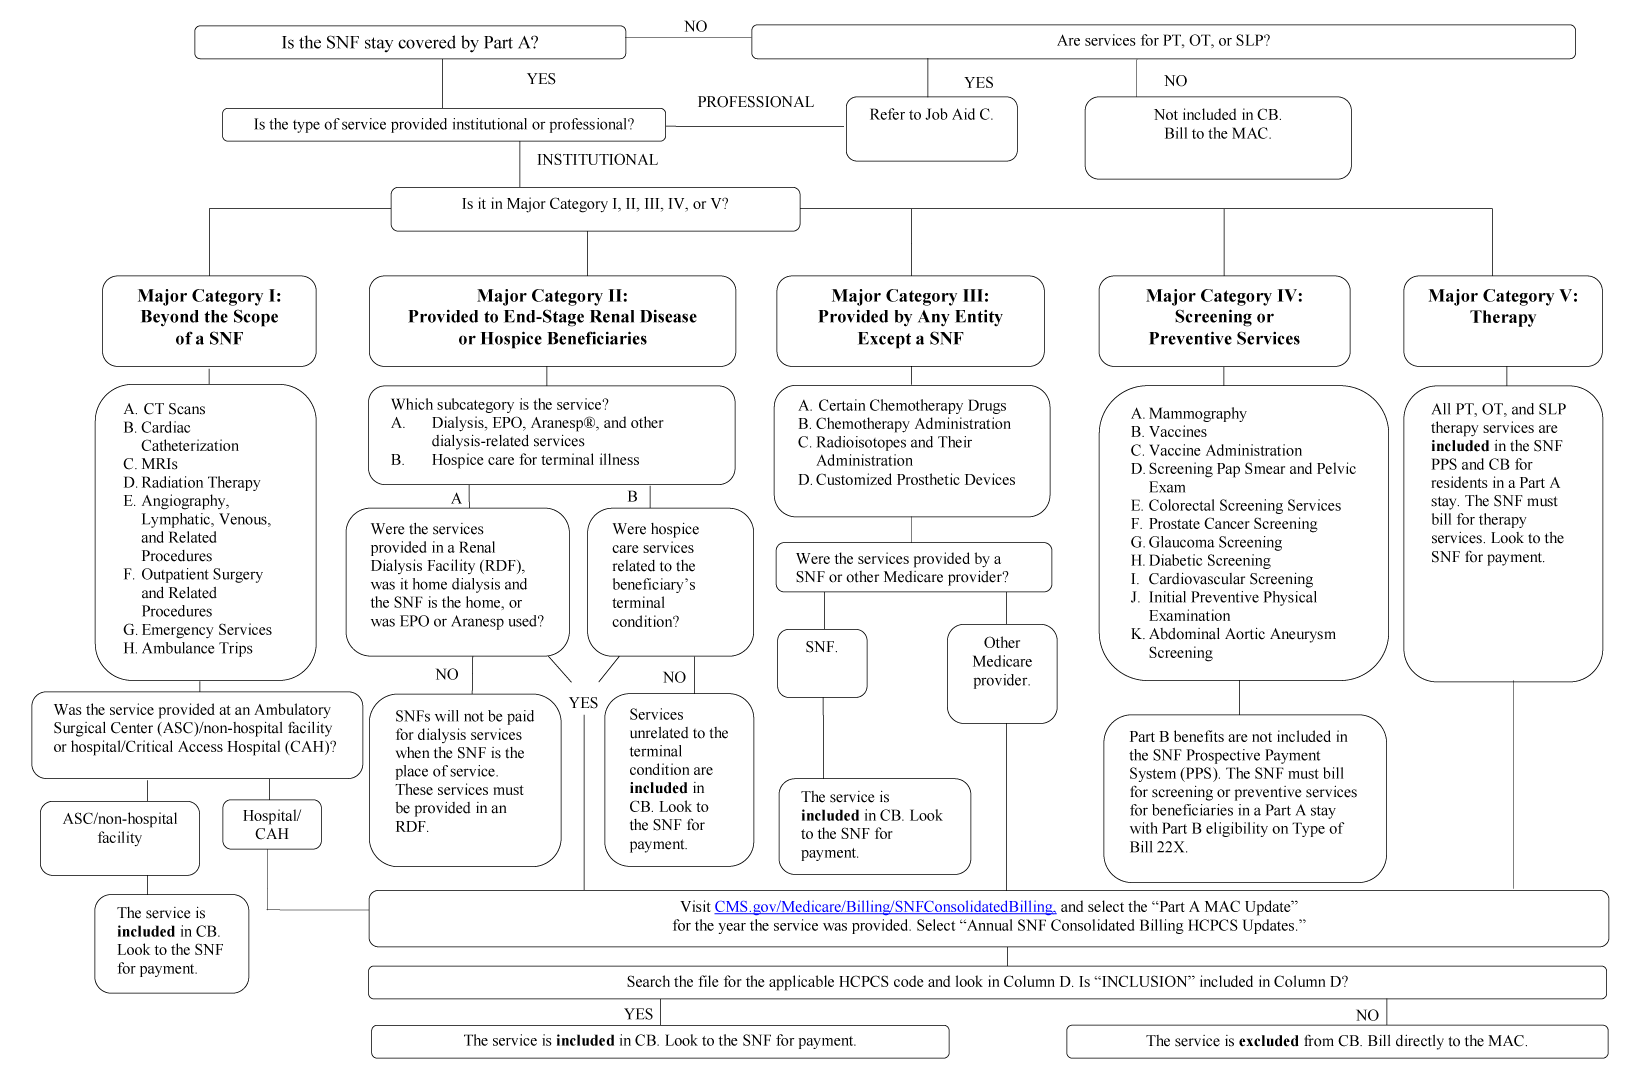 Is the SNF stay covered by Part A?
NO
Are services for PT, OT, or SLP?
YES
YES
NO
Is the type of service provided institutional or professional?
PROFESSIONAL
Refer to Job Aid C.
Not included in CB.
Bill to the MAC.
INSTITUTIONAL
Is it in Major Category I, II, III, IV, or V?
Major Category I:
Beyond the Scope
of a SNF
Major Category II:
Provided to End-Stage Renal Disease
or Hospice Beneficiaries
Major Category III:
Provided by Any Entity
Except a SNF
Major Category IV:
Screening or
Preventive Services
Major Category V:
Therapy
A. CT Scans
B. Cardiac
Catheterization
C. MRIs
D. Radiation Therapy
E. Angiography,
Lymphatic, Venous,
and Related
Procedures
F. Outpatient Surgery
and Related
Procedures
G. Emergency Services
H. Ambulance Trips
Which subcategory is the service?
A. Dialysis, EPO, Aranesp®, and other
dialysis-related services
B. Hospice care for terminal illness
A. Certain Chemotherapy Drugs
B. Chemotherapy Administration
C. Radioisotopes and Their
Administration
D. Customized Prosthetic Devices
A. Mammography
B. Vaccines
C. Vaccine Administration
D. Screening Pap Smear and Pelvic
Exam
E. Colorectal Screening Services
F. Prostate Cancer Screening
G. Glaucoma Screening
H. Diabetic Screening
I. Cardiovascular Screening
J. Initial Preventive Physical
Examination
K. Abdominal Aortic Aneurysm
Screening
All PT, OT, and SLP
therapy services are
included in the SNF
PPS and CB for
residents in a Part A
stay. The SNF must
bill for therapy
services. Look to the
SNF for payment.
A
B
Were the services
provided in a Renal
Dialysis Facility (RDF),
was it home dialysis and
the SNF is the home, or
was EPO or Aranesp used?
Were hospice
care services
related to the
beneficiary’s
terminal
condition?
Were the services provided by a
SNF or other Medicare provider?
SNF.
Other
Medicare
provider.
NO
YES
NO
Was the service provided at an Ambulatory
Surgical Center (ASC)/non-hospital facility
or hospital/Critical Access Hospital (CAH)?
SNFs will not be paid
for dialysis services
when the SNF is the
place of service.
These services must
be provided in an
RDF.
Services
unrelated to the
terminal
condition are
included in
CB. Look to
the SNF for
payment.
The service is
included in CB. Look
to the SNF for
payment.
Part B benefits are not included in
the SNF Prospective Payment
System (PPS). The SNF must bill
for screening or preventive services
for beneficiaries in a Part A stay
with Part B eligibility on Type of
Bill 22X.
ASC/non-hospital
facility
Hospital/
CAH
The service is
included in CB.
Look to the SNF
for payment.
Visit CMS.gov/Medicare/Billing/SNFConsolidatedBilling, and select the “Part A MAC Update”
for the year the service was provided. Select “Annual SNF Consolidated Billing HCPCS Updates.”
Search the file for the applicable HCPCS code and look in Column D. Is “INCLUSION” included in Column D?
YES
NO
The service is included in CB. Look to the SNF for payment.
The service is excluded from CB. Bill directly to the MAC.